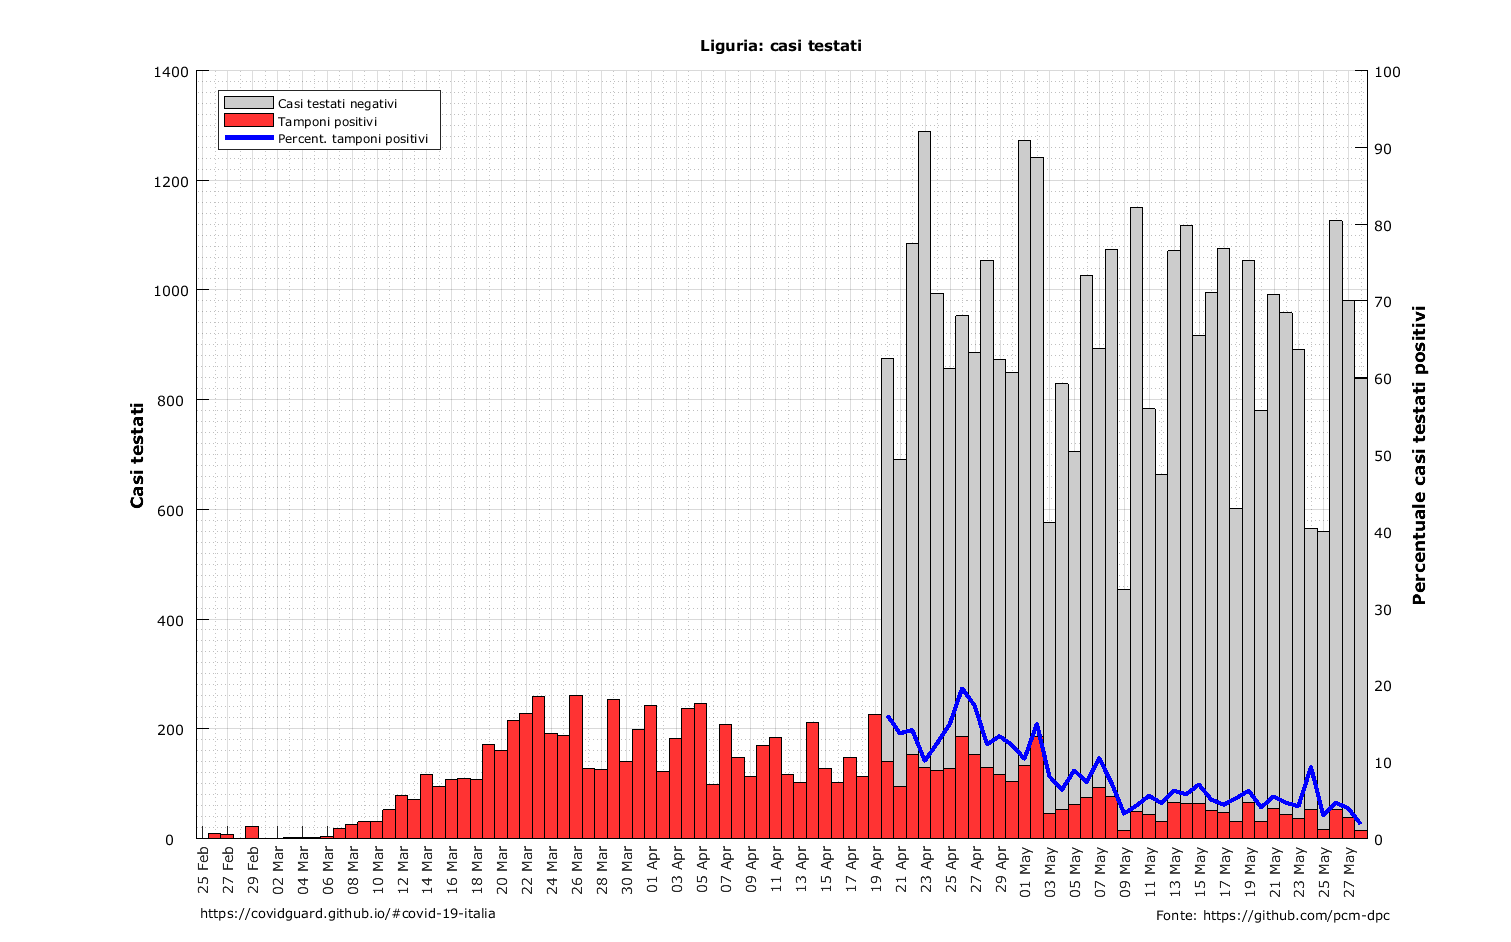 Liguria: casi testati
Casi testati negativi
Tamponi positivi
Percent. tamponi positivi
Casi testati
1400
1200
1000
800
600
400
200
0
100
90
80
70
60
50
40
30
20
10
0
Percentuale casi testati positivi
25 Feb
27 Feb
29 Feb
02 Mar
04 Mar
06 Mar
08 Mar
10 Mar
12 Mar
14 Mar
16 Mar
18 Mar
20 Mar
22 Mar
24 Mar
26 Mar
28 Mar
30 Mar
01 Apr
03 Apr
05 Apr
07 Apr
09 Apr
11 Apr
13 Apr
15 Apr
17 Apr
19 Apr
21 Apr
23 Apr
25 Apr
27 Apr
29 Apr
01 May
03 May
05 May
07 May
09 May
11 May
13 May
15 May
17 May
19 May
21 May
23 May
25 May
27 May
https://covidguard.github.io/#covid-19-italia
Fonte: https://github.com/pcm-dpc